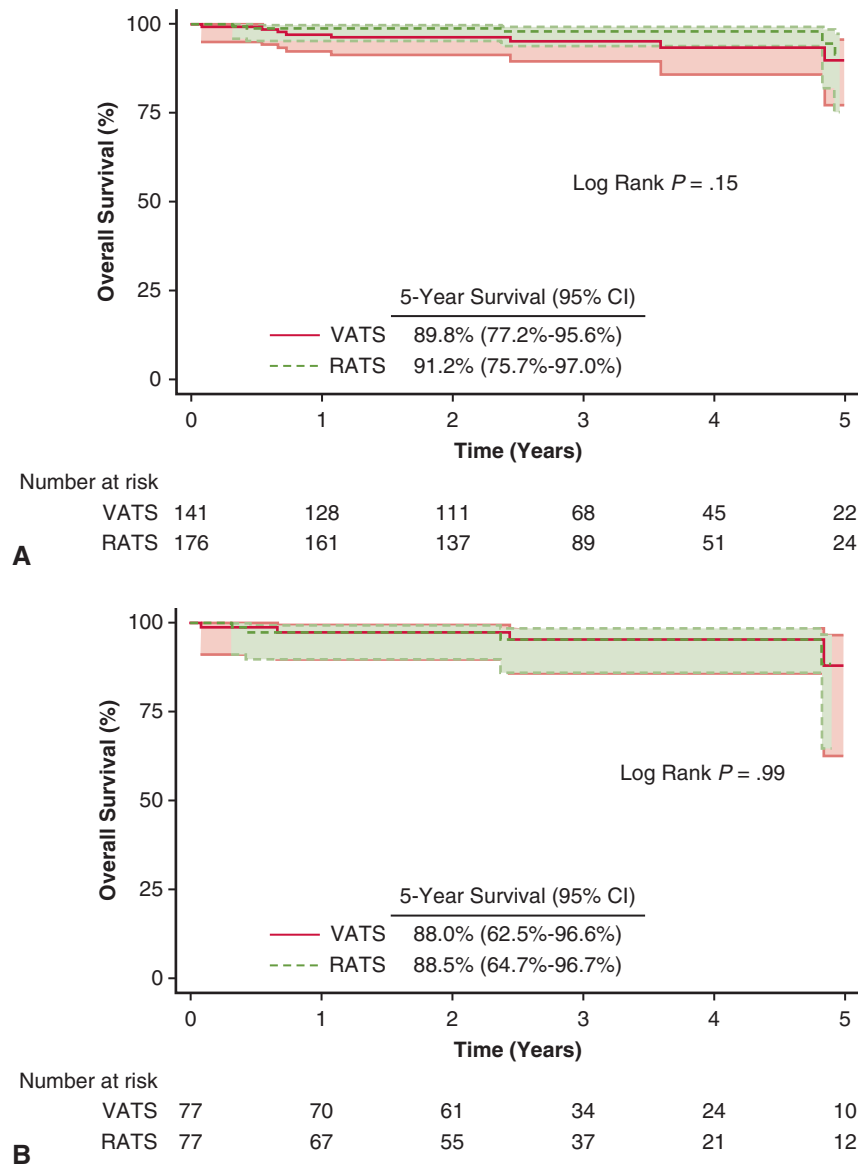 100
75
50
25
0
Overall Survival (%)
Log Rank P = .15
5-Year Survival (95% CI)
VATS 89.8% (77.2%-95.6%)
RATS 91.2% (75.7%-97.0%)
0 1 2 3 4 5
Time (Years)
Number at risk
VATS 141 128 111 68 45 22
RATS 176 161 137 89 51 24
A
100
75
50
25
0
Overall Survival (%)
Log Rank P = .99
5-Year Survival (95% CI)
VATS 88.0% (62.5%-96.6%)
RATS 88.5% (64.7%-96.7%)
0 1 2 3 4 5
Time (Years)
Number at risk
VATS 77 70 61 34 24 10
RATS 77 67 55 37 21 12
B